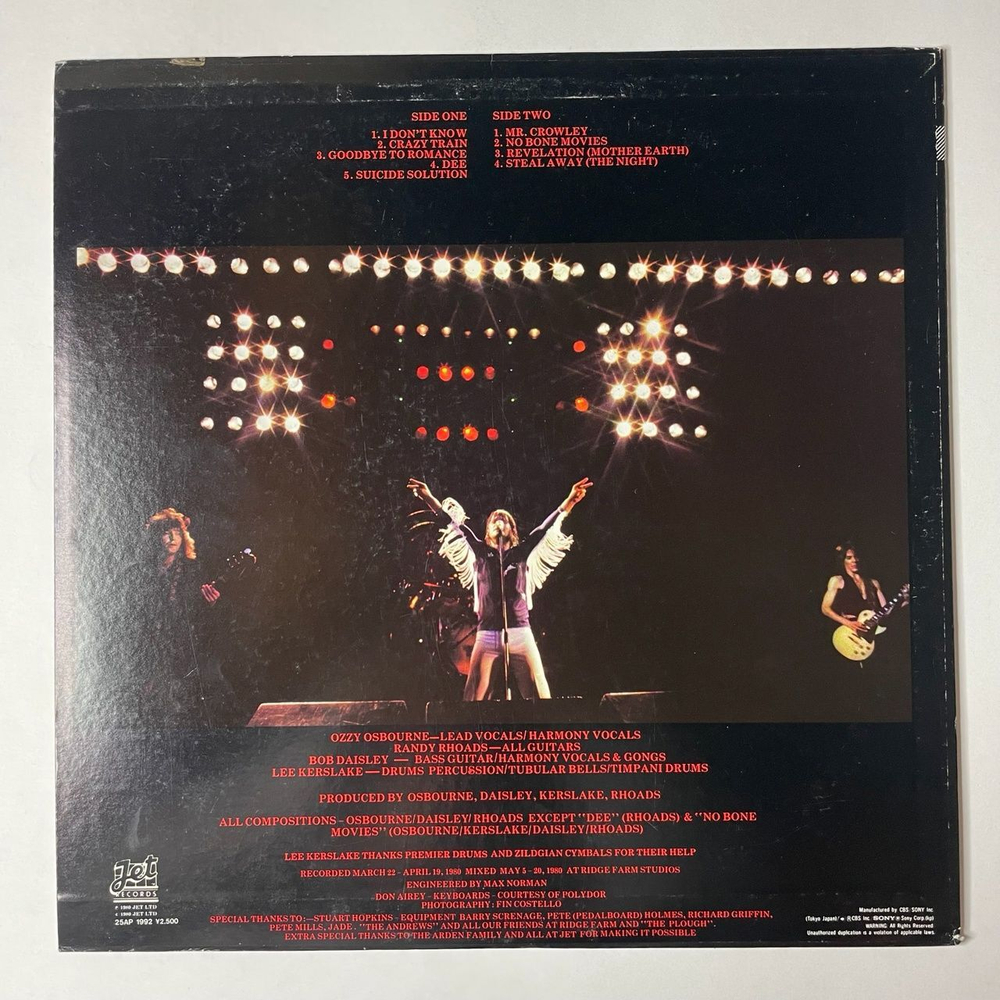 SIDE ONE
1. I DON'T KNOW
2. CRAZY TRAIN
3. GOODBYE TO ROMANCE
4. DEE
5. SUICIDE SOLUTION
SIDE TWO
1. MR. CROWLEY
2. NO BONE MOVIES
3. REVELATION (MOTHER EARTH)
4. STEAL AWAY (THE NIGHT)
OZZY OSBOURNE—LEAD VOCALS/HARMONY VOCALS
RANDY RHOADS—ALL GUITARS
BOB DAISLEY — BASS GUITAR/HARMONY VOCALS & GONGS
LEE KERSLAKE — DRUMS PERCUSSION/TUBULAR BELLS/TIMPANI DRUMS
PRODUCED BY OSBOURNE, DAISLEY, KERSLAKE, RHOADS
ALL COMPOSITIONS – OSBOURNE/DAISLEY/RHOADS EXCEPT "DEE" (RHOADS) & "NO BONE
MOVIES" (OSBOURNE/KERSLAKE/DAISLEY/RHOADS)
LEE KERSLAKE THANKS PREMIER DRUMS AND ZILDGIAN CYMBALS FOR THEIR HELP
RECORDED MARCH 22 – APRIL 19, 1980 MIXED MAY 5 – 20, 1980 AT RIDGE FARM STUDIOS
ENGINEERED BY MAX NORMAN
DON AIREY – KEYBOARDS – COURTESY OF POLYDOR
PHOTOGRAPHY: FIN COSTELLO
SPECIAL THANKS TO:—STUART HOPKINS – EQUIPMENT BARRY SCRENAGE, PETE (PEDALBOARD) HOLMES, RICHARD GRIFFIN,
PETE MILLS, JADE. "THE ANDREWS" AND ALL OUR FRIENDS AT RIDGE FARM AND "THE PLOUGH".
EXTRA SPECIAL THANKS TO THE ARDEN FAMILY AND ALL AT JET FOR MAKING IT POSSIBLE
Jet
RECORDS
℗ 1980 JET LTD
© 1980 JET LTD
25AP 1992 ¥2,500
Manufactured by CBS/SONY Inc.
(Tokyo Japan) ® CBS Inc. SONY ® Sony Corp.
WARNING: All Rights Reserved.
Unauthorized duplication is a violation of applicable laws.